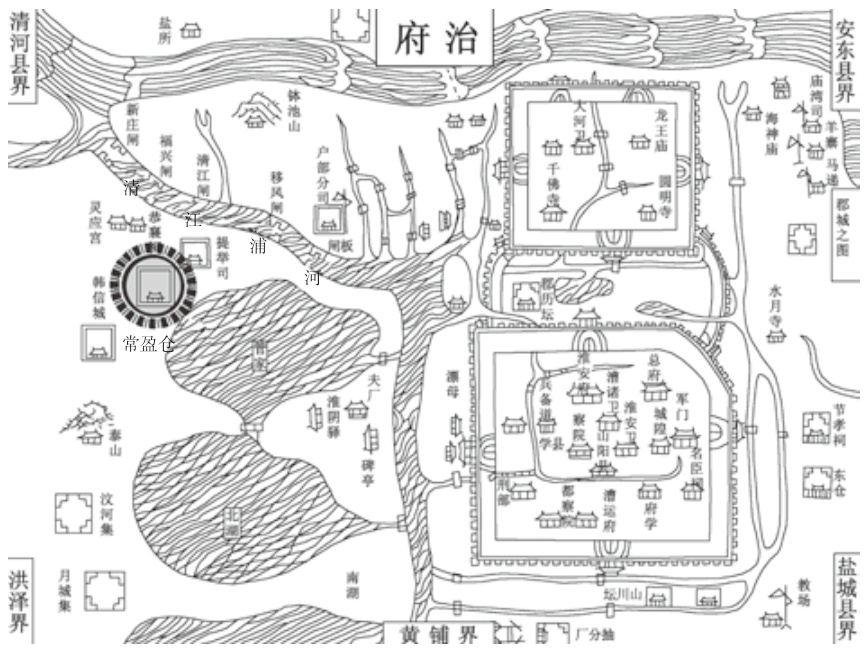 府治
清河县界
安东县界
盐所
钵池山
新庄闸
福兴闸
清江闸
移风闸
户部分司
闸板
清江浦河
灵应宫
恭襄
提举司
韩信城
常盈仓
大河卫
龙王庙
千佛寺
圆明寺
庙湾司
羊寨
马逻
海神庙
郡城之图
郡历坛
水月寺
夫厂
淮阴驿
碑亭
漂母
泰山
汶河集
月城集
北湖
南湖
淮安府
漕储卫
总府
兵备道
察院
淮安卫
城隍
军门
学县
山阳县
名臣祠
刑部
都察院
漕运府
府学
节孝祠
东仓
坛川山
教场
洪泽界
黄铺界
厂分抽
盐城县界